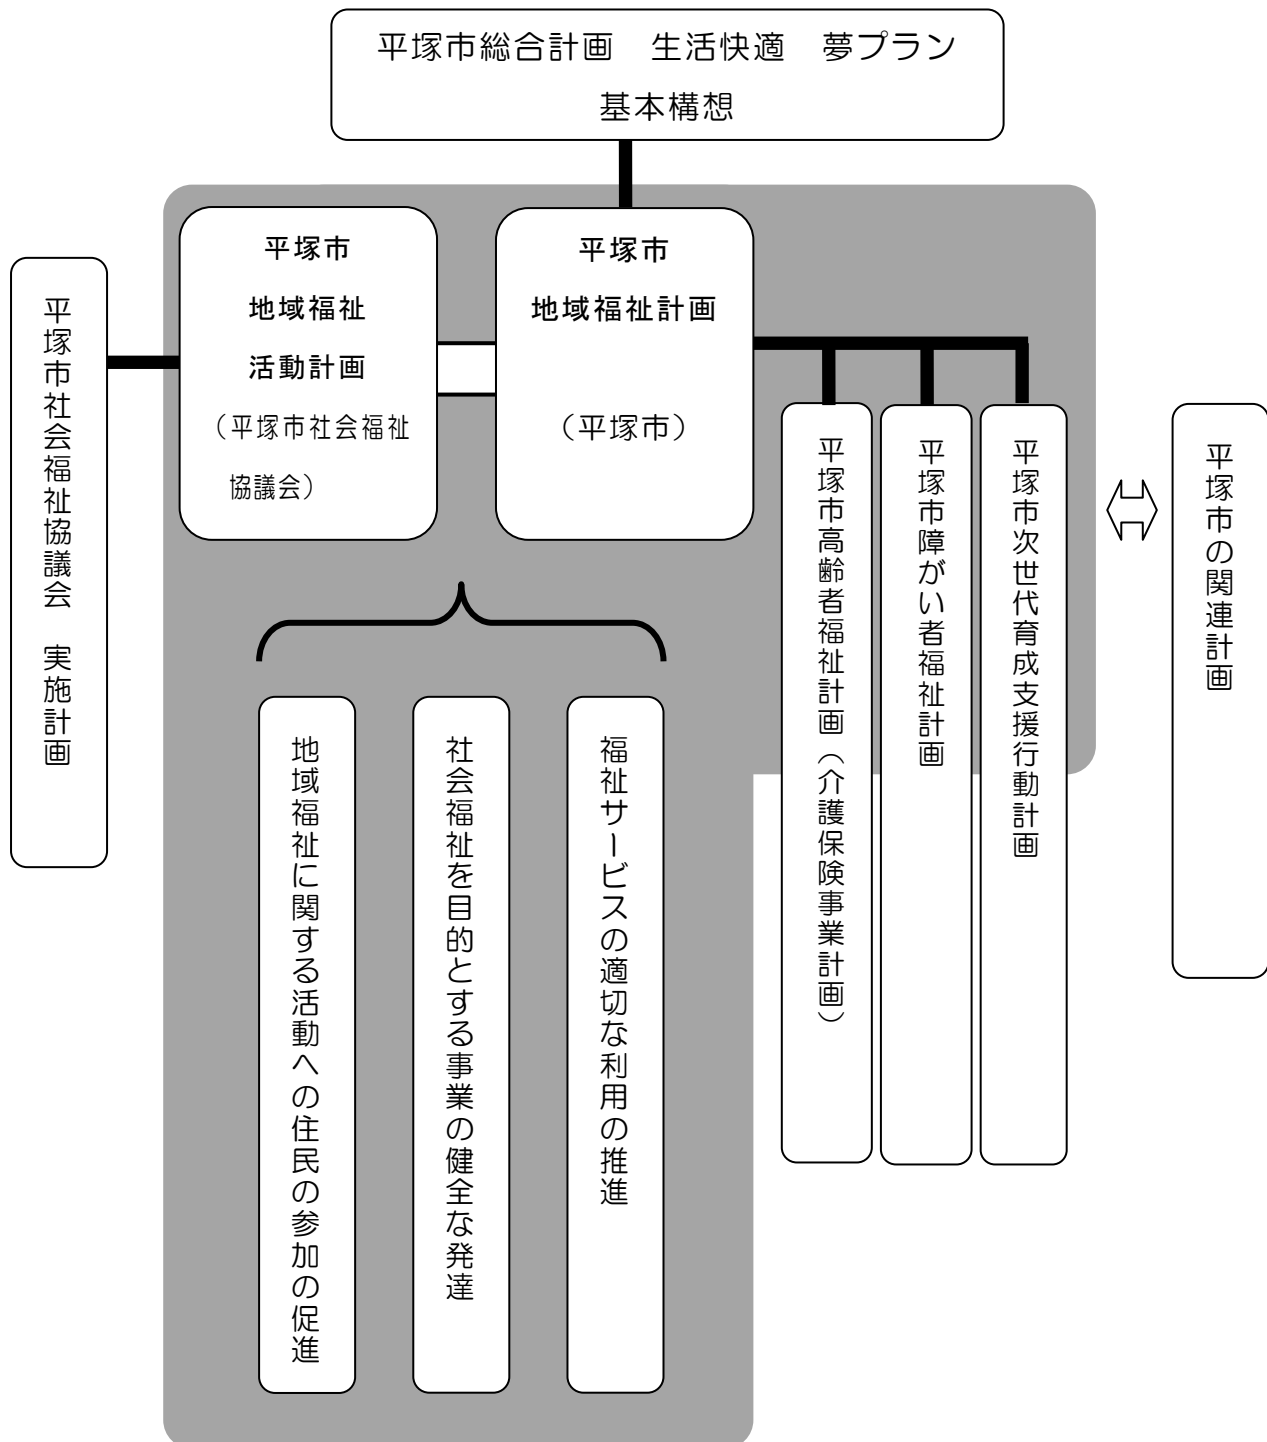 平塚市総合計画　生活快適　夢プラン
基本構想
平塚市社会福祉協議会　実施計画
平塚市
地域福祉
活動計画
（平塚市社会福祉
協議会）
平塚市
地域福祉計画
（平塚市）
平塚市高齢者福祉計画（介護保険事業計画）
平塚市障がい者福祉計画
平塚市次世代育成支援行動計画
平塚市の関連計画
地域福祉に関する活動への住民の参加の促進
社会福祉を目的とする事業の健全な発達
福祉サービスの適切な利用の推進